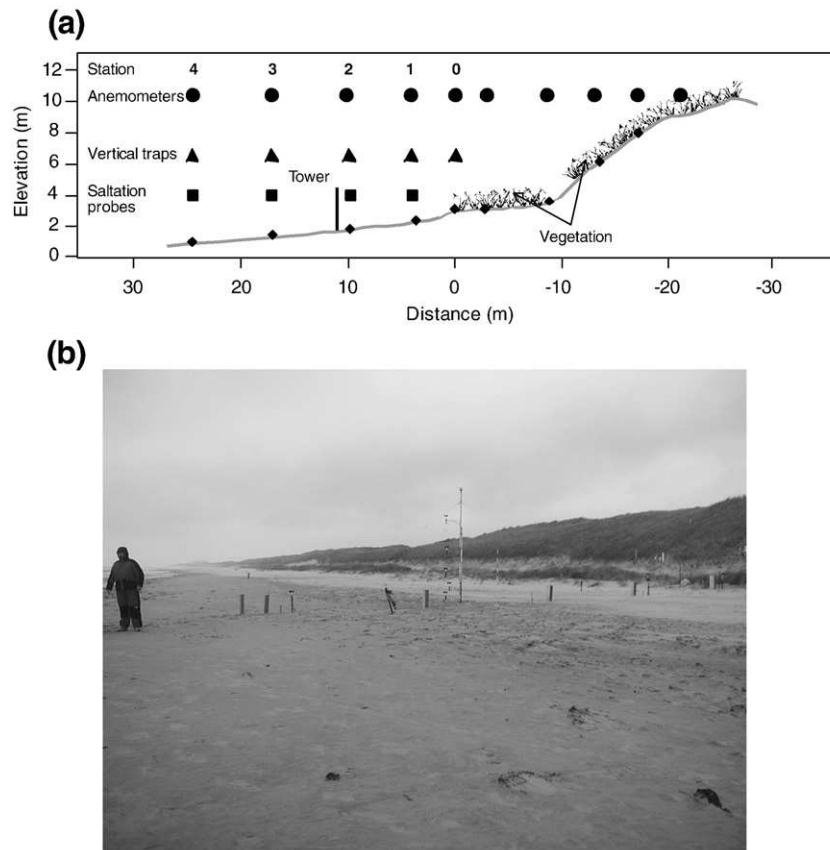 (a)
Station 4 3 2 1 0
Anemometers
Vertical traps
Saltation
probes
Tower
Vegetation
Elevation (m)
12
10
8
6
4
2
0
30 20 10 0 -10 -20 -30
Distance (m)
(b)